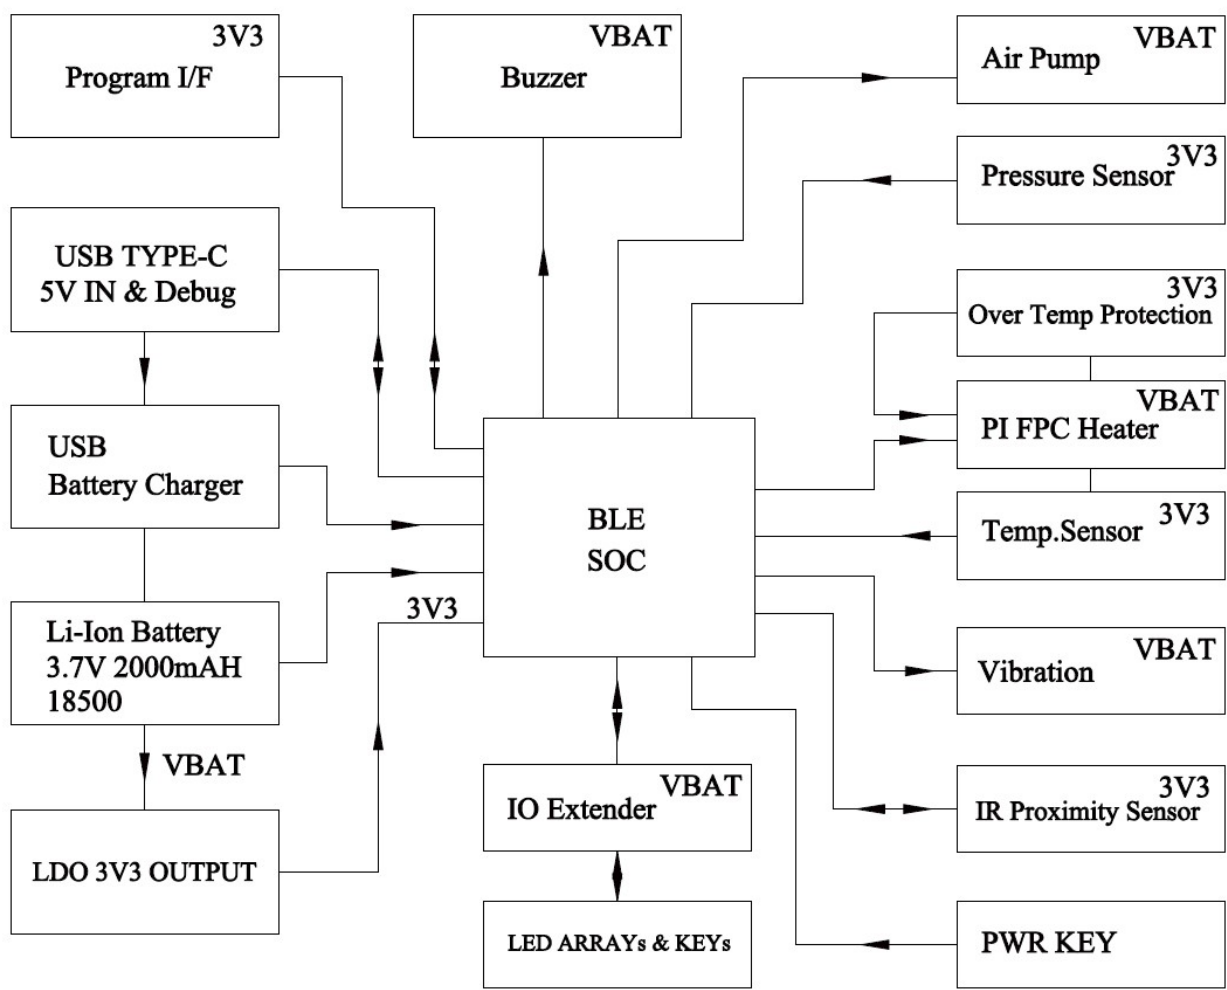 3V3
Program I/F
VBAT
Buzzer
VBAT
Air Pump
3V3
Pressure Sensor
USB TYPE-C
5V IN & Debug
3V3
Over Temp Protection
VBAT
PI FPC Heater
USB
Battery Charger
BLE
SOC
3V3
Temp.Sensor
Li-Ion Battery
3.7V 2000mAH
18500
3V3
VBAT
Vibration
VBAT
VBAT
IO Extender
3V3
IR Proximity Sensor
LDO 3V3 OUTPUT
LED ARRAYs & KEYs
PWR KEY